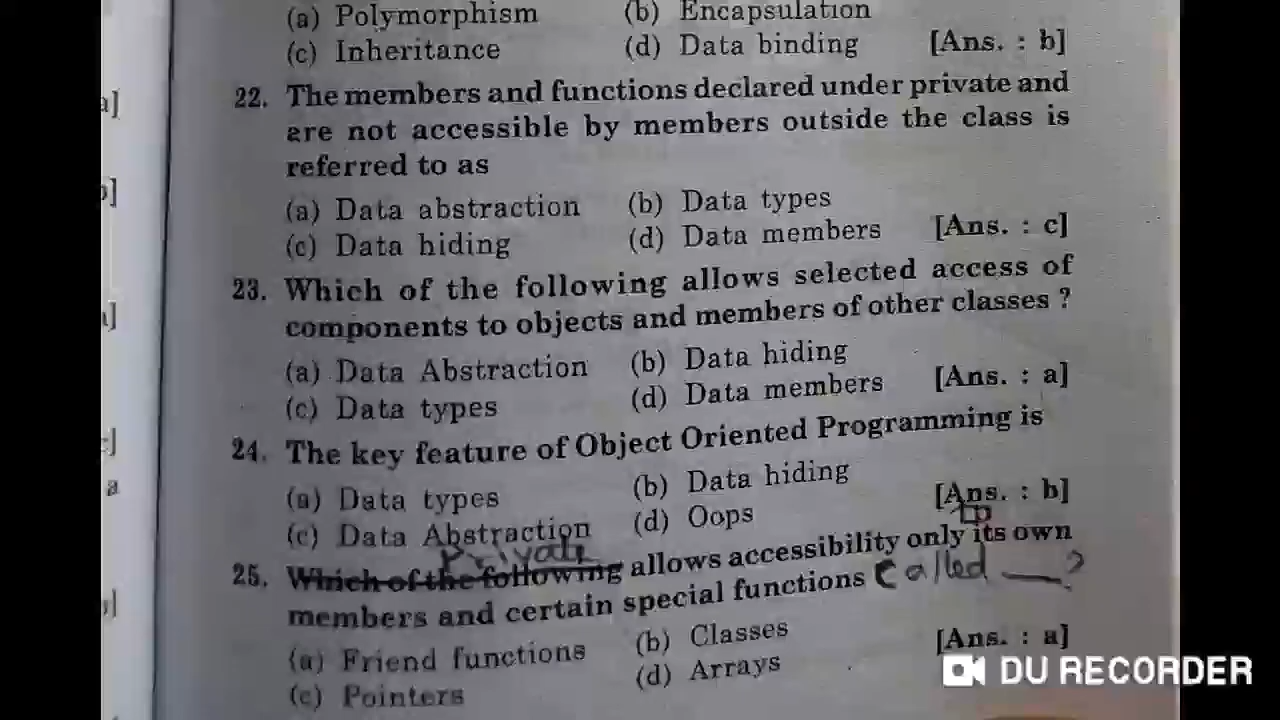 (a) Polymorphism (b) Encapsulation
(c) Inheritance (d) Data binding [Ans. : b]
22. The members and functions declared under private and
are not accessible by members outside the class is
referred to as
(a) Data abstraction (b) Data types
(c) Data hiding (d) Data members [Ans. : c]
23. Which of the following allows selected access of
components to objects and members of other classes ?
(a) Data Abstraction (b) Data hiding
(c) Data types (d) Data members [Ans. : a]
24. The key feature of Object Oriented Programming is
(a) Data types (b) Data hiding
(c) Data Abstraction (d) Oops [Ans. : b]
Private to
25. Which of the following allows accessibility only its own
members and certain special functions called __ ?
(a) Friend functions (b) Classes
(c) Pointers (d) Arrays [Ans. : a]
DU RECORDER
a]
a